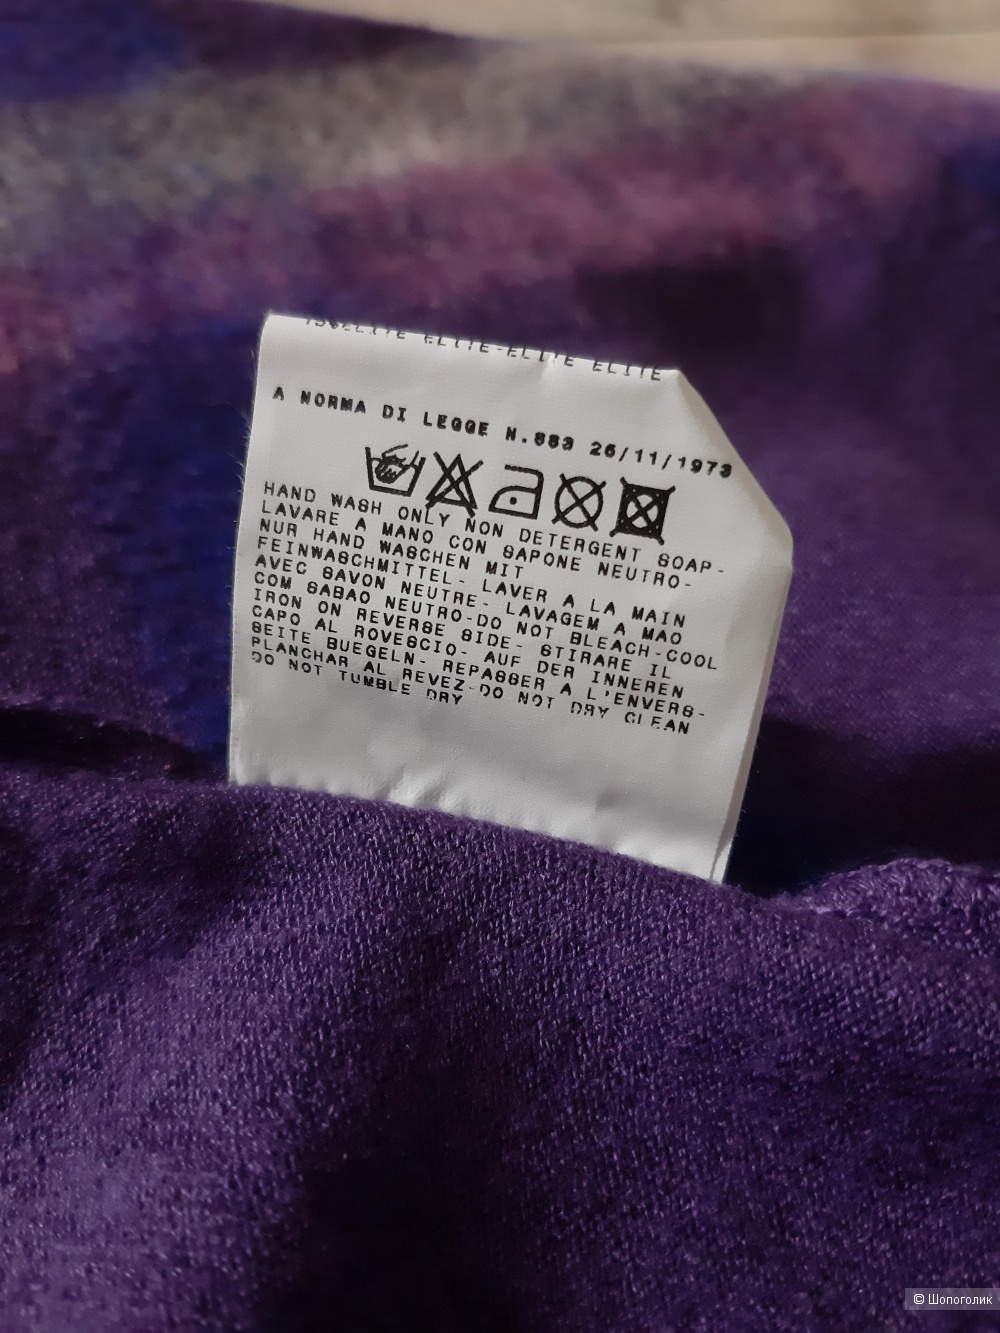 ELITE-ELITE ELITE
A NORMA DI LEGGE N.883 26/11/1973
HAND WASH ONLY NON DETERGENT SOAP-
LAVARE A MANO CON SAPONE NEUTRO-
NUR HAND WASCHEN MIT
FEINWASCHMITTEL- LAVER A LA MAIN
AVEC SAVON NEUTRE- LAVAGEM A MAO
COM SABAO NEUTRO-DO NOT BLEACH-COOL
IRON ON REVERSE SIDE- STIRARE IL
CAPO AL ROVESCIO- AUF DER INNEREN
SEITE BUEGELN- REPASSER A L'ENVERS-
PLANCHAR AL REVEZ-DO NOT DRY CLEAN
DO NOT TUMBLE DRY
© Шопоголик